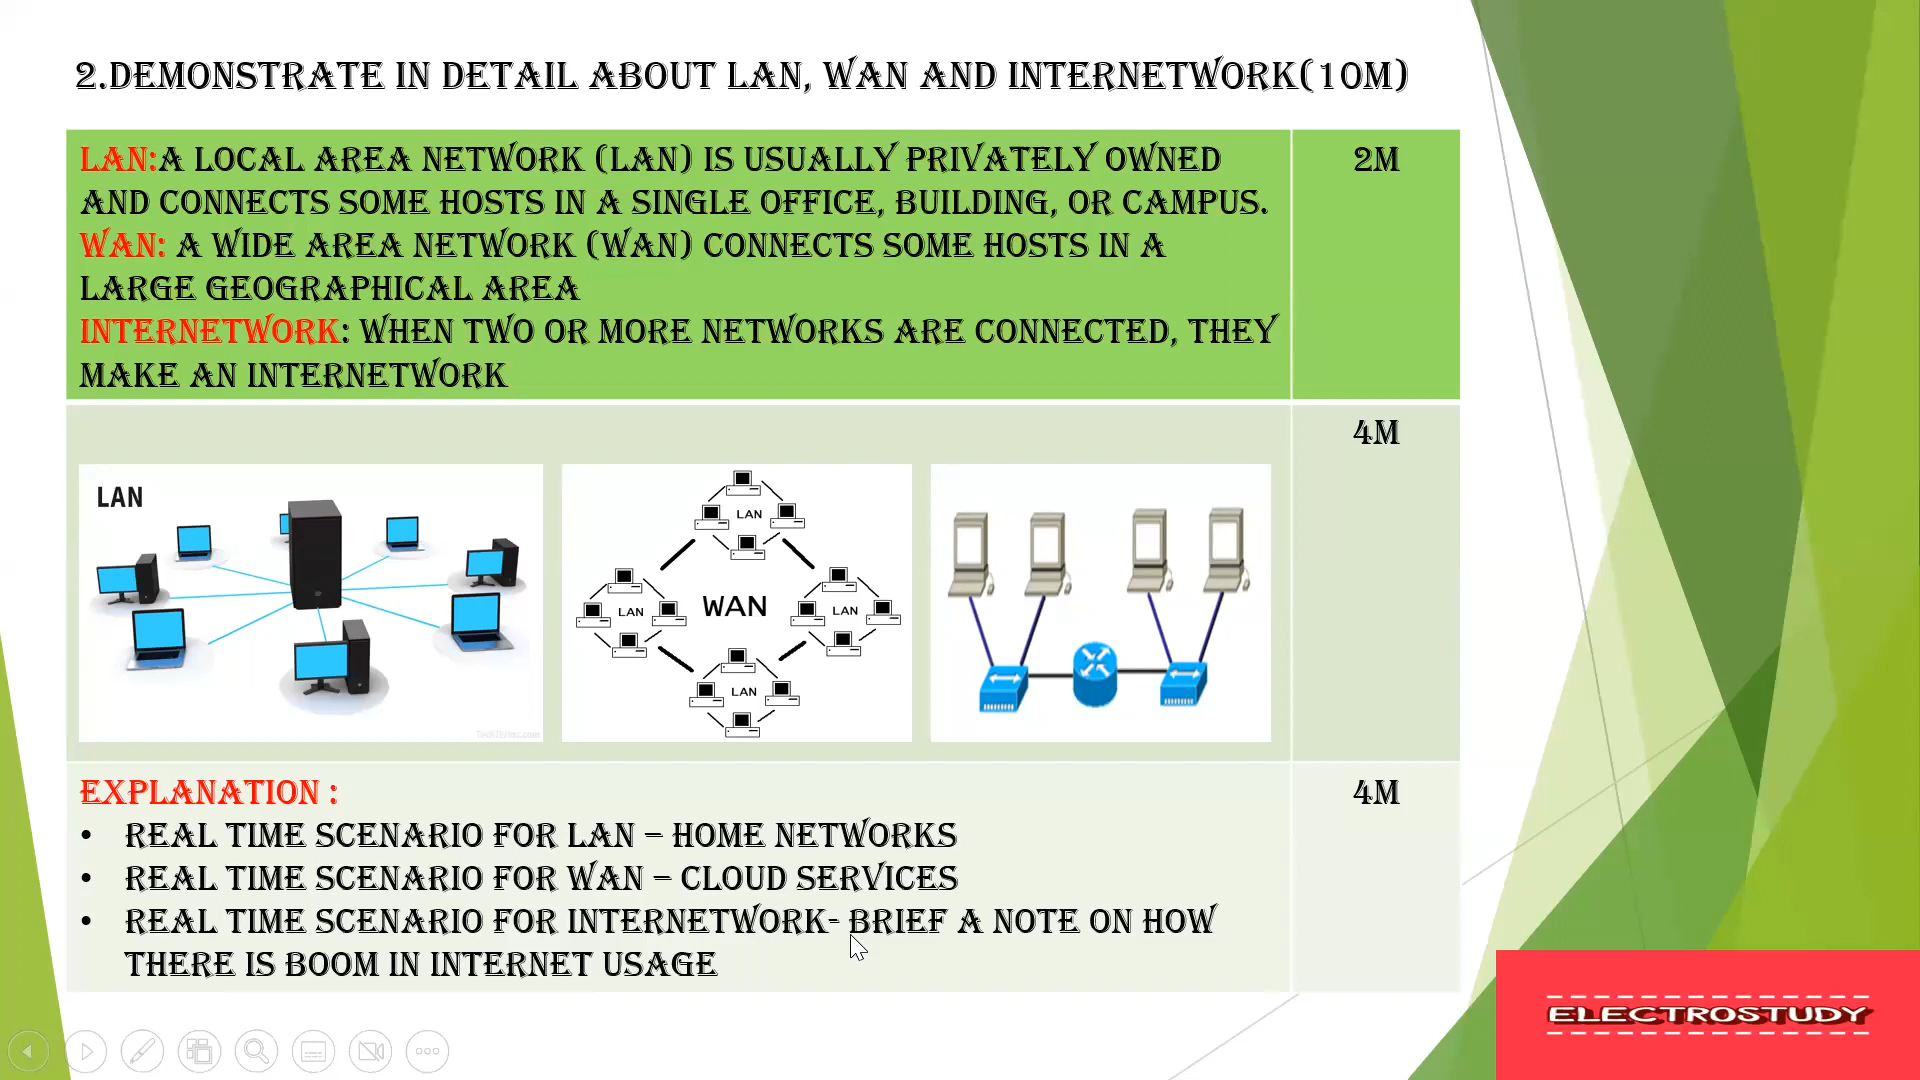 2.DEMONSTRATE IN DETAIL ABOUT LAN, WAN AND INTERNETWORK(10M)
LAN:A LOCAL AREA NETWORK (LAN) IS USUALLY PRIVATELY OWNED
AND CONNECTS SOME HOSTS IN A SINGLE OFFICE, BUILDING, OR CAMPUS.
WAN: A WIDE AREA NETWORK (WAN) CONNECTS SOME HOSTS IN A
LARGE GEOGRAPHICAL AREA
INTERNETWORK: WHEN TWO OR MORE NETWORKS ARE CONNECTED, THEY
MAKE AN INTERNETWORK
2M
4M
LAN
LAN
LAN
WAN
LAN
LAN
EXPLANATION :
4M
• REAL TIME SCENARIO FOR LAN – HOME NETWORKS
• REAL TIME SCENARIO FOR WAN – CLOUD SERVICES
• REAL TIME SCENARIO FOR INTERNETWORK- BRIEF A NOTE ON HOW
THERE IS BOOM IN INTERNET USAGE
ELECTROSTUDY